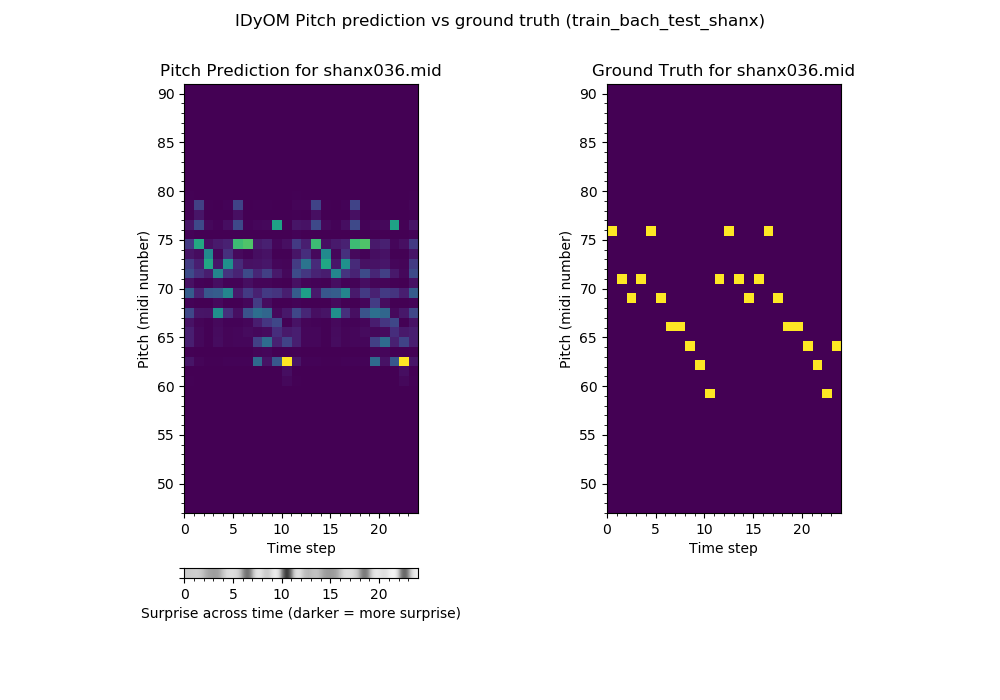 IDyOM Pitch prediction vs ground truth (train_bach_test_shanx)
Pitch Prediction for shanx036.mid
Pitch (midi number)
90
85
80
75
70
65
60
55
50
0 5 10 15 20
Time step
0 5 10 15 20
Surprise across time (darker = more surprise)
Ground Truth for shanx036.mid
Pitch (midi number)
90
85
80
75
70
65
60
55
50
0 5 10 15 20
Time step